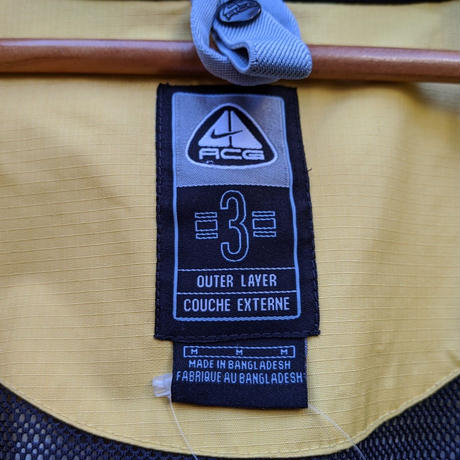 ACG
3
OUTER LAYER
COUCHE EXTERNE
M M M
MADE IN BANGLADESH
FABRIQUE AU BANGLADESH